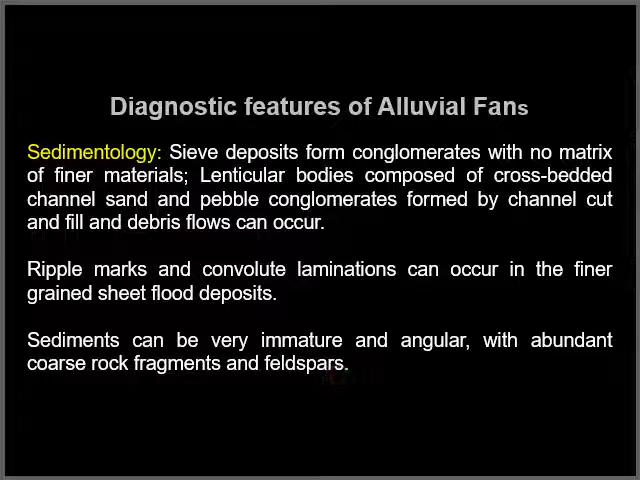 Diagnostic features of Alluvial Fans
Sedimentology: Sieve deposits form conglomerates with no matrix
of finer materials; Lenticular bodies composed of cross-bedded
channel sand and pebble conglomerates formed by channel cut
and fill and debris flows can occur.
Ripple marks and convolute laminations can occur in the finer
grained sheet flood deposits.
Sediments can be very immature and angular, with abundant
coarse rock fragments and feldspars.